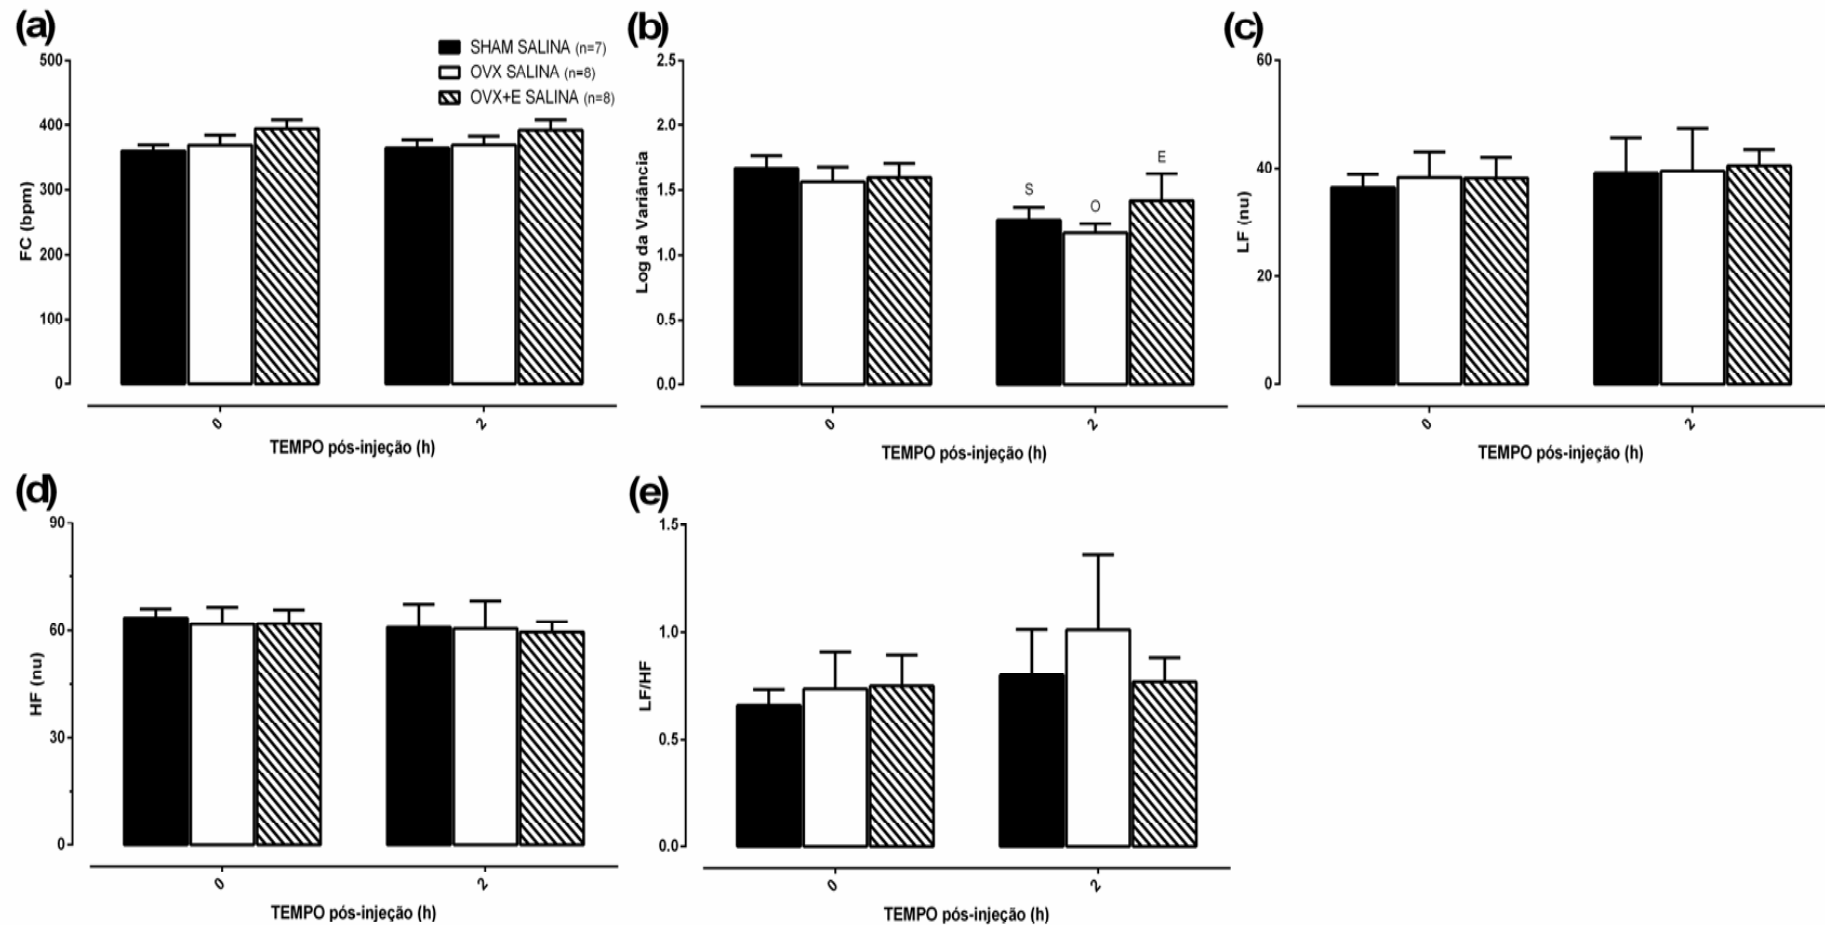 (a)
SHAM SALINA (n=7)
OVX SALINA (n=8)
OVX+E SALINA (n=8)
500
400
300
200
100
0
FC (bpm)
0 2
TEMPO pós-injeção (h)
(b)
2.5
2.0
1.5
1.0
0.5
0.0
Log da Variância
S O E
0 2
TEMPO pós-injeção (h)
(c)
60
40
20
0
LF (nu)
0 2
TEMPO pós-injeção (h)
(d)
90
60
30
0
HF (nu)
0 2
TEMPO pós-injeção (h)
(e)
1.5
1.0
0.5
0.0
LF/HF
0 2
TEMPO pós-injeção (h)